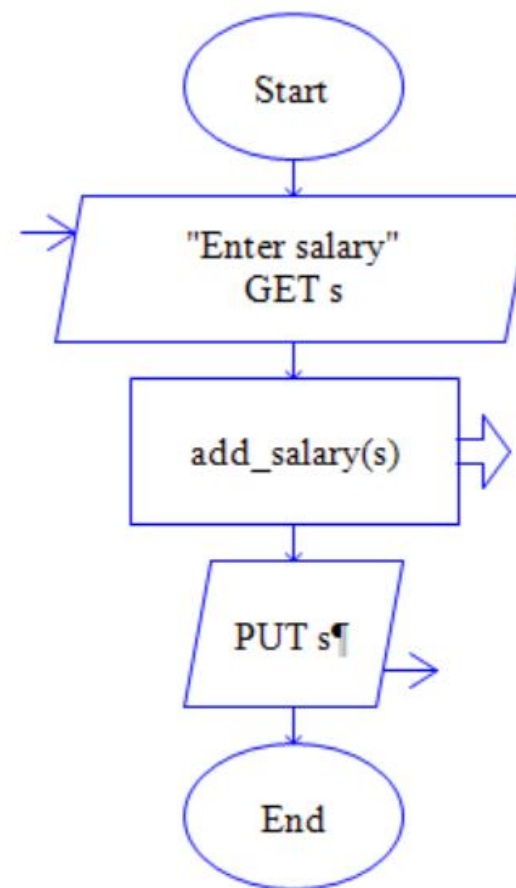 Start
"Enter salary"
GET s
add_salary(s)
PUT s¶
End